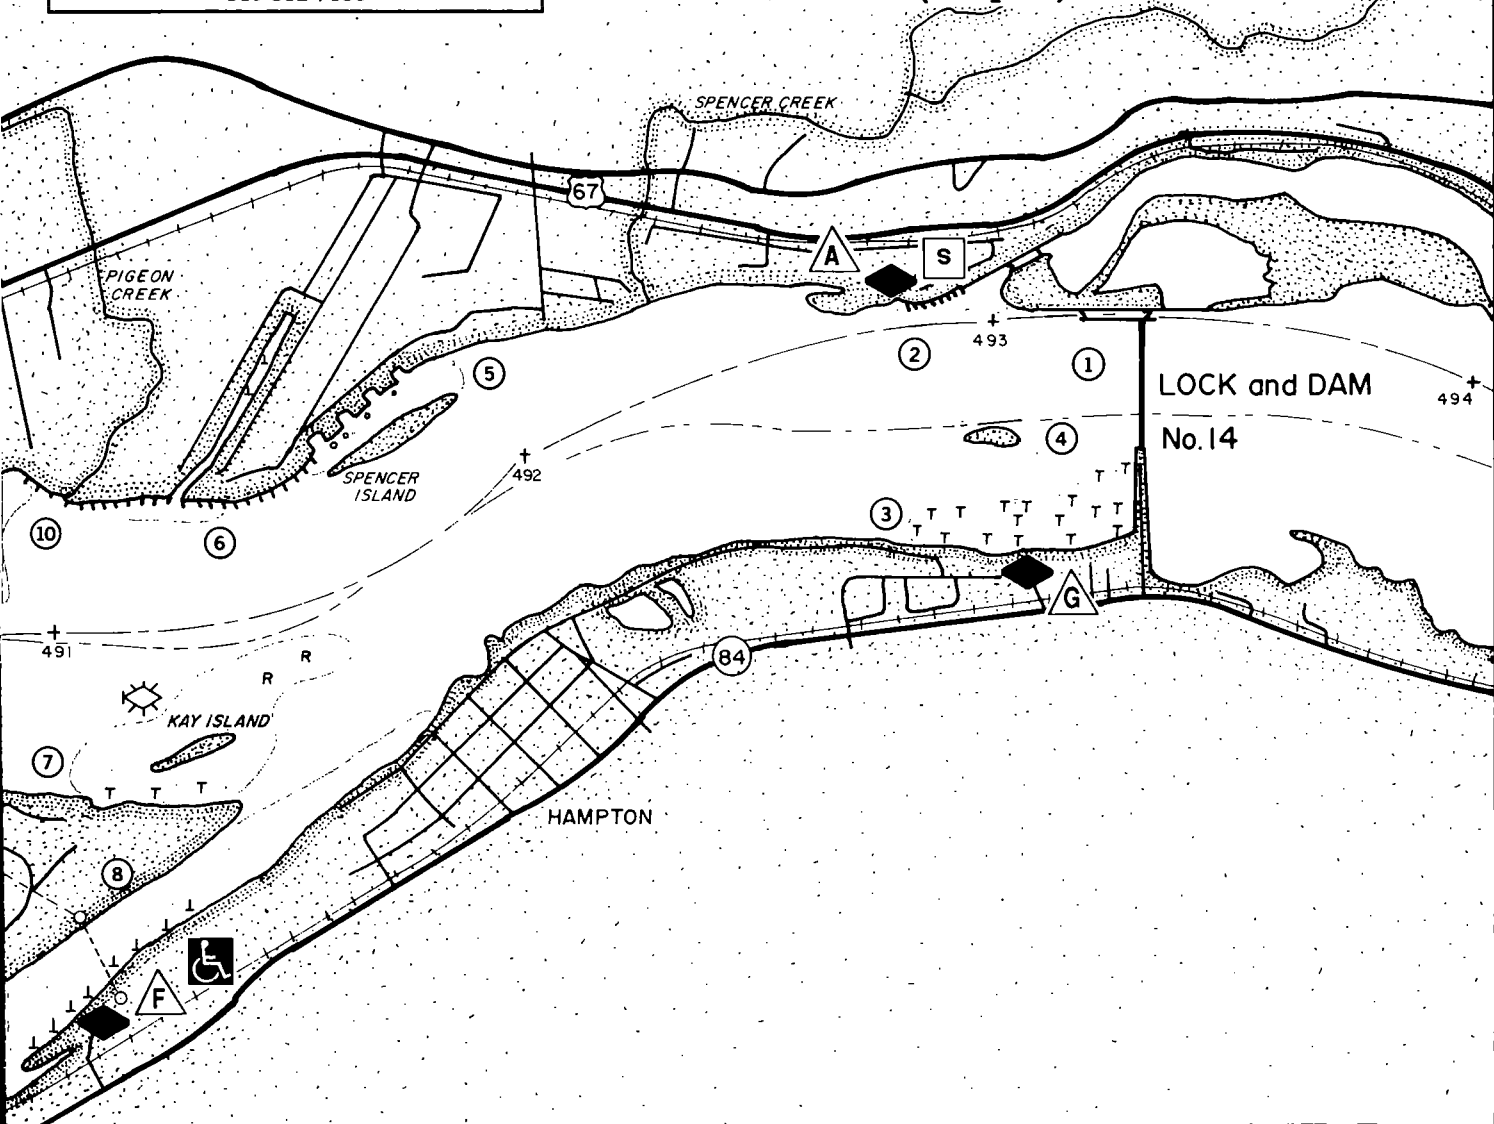 SPENCER CREEK
67
A
S
PIGEON
CREEK
493
2
1
5
LOCK and DAM
494
No.14
4
492
SPENCER
ISLAND
3
T T
T T T T T T T
T T T
T T T T T T
10
6
G
491
R
R
84
KAY ISLAND
7
T T T
HAMPTON
8
F